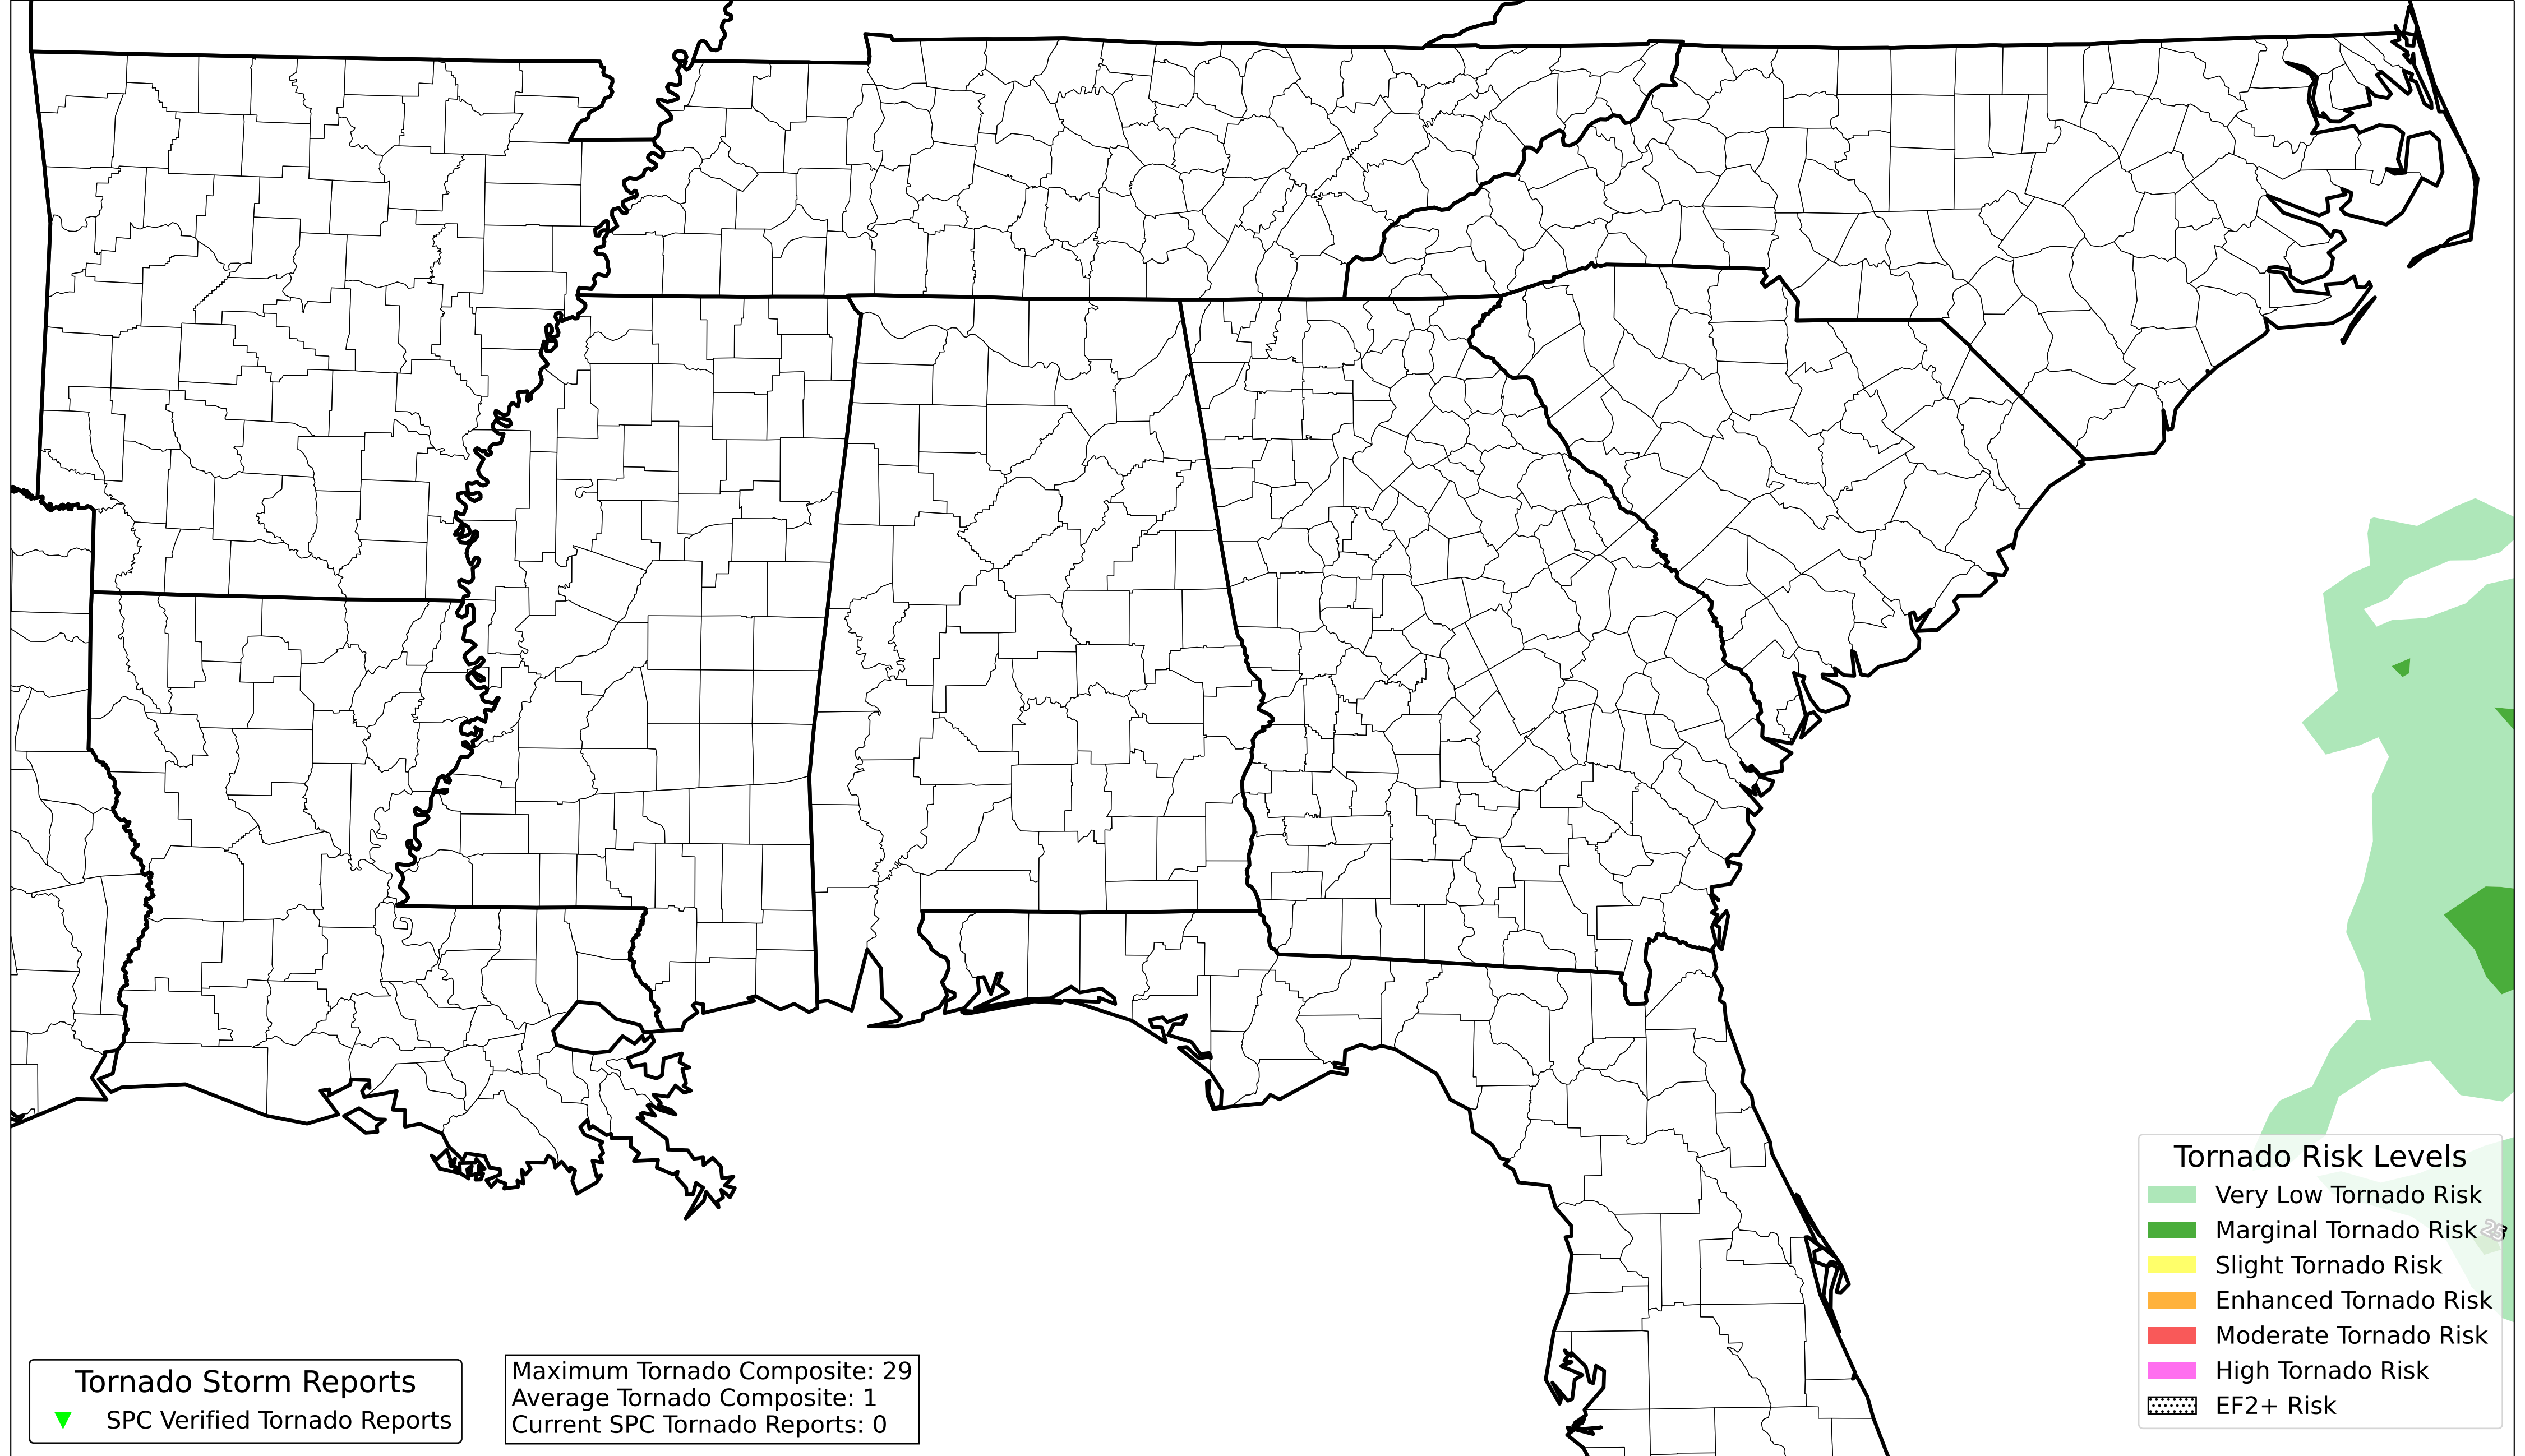 Tornado Risk Levels
Very Low Tornado Risk
Marginal Tornado Risk
25
Slight Tornado Risk
Enhanced Tornado Risk
Moderate Tornado Risk
High Tornado Risk
EF2+ Risk
Tornado Storm Reports
SPC Verified Tornado Reports
Maximum Tornado Composite: 29
Average Tornado Composite: 1
Current SPC Tornado Reports: 0